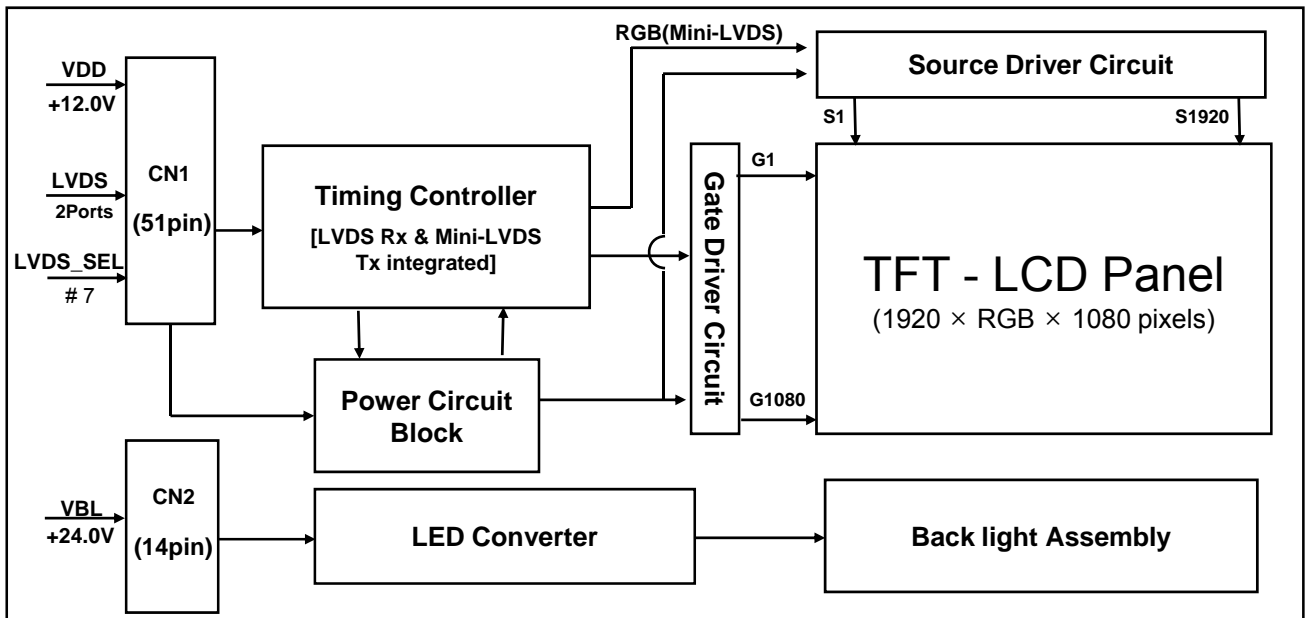 RGB(Mini-LVDS)
Source Driver Circuit
VDD
+12.0V
S1
S1920
CN1
(51pin)
LVDS
2Ports
LVDS_SEL
# 7
Timing Controller
[LVDS Rx & Mini-LVDS
Tx integrated]
G1
Gate Driver Circuit
G1080
TFT - LCD Panel
(1920 × RGB × 1080 pixels)
Power Circuit
Block
CN2
(14pin)
VBL
+24.0V
LED Converter
Back light Assembly